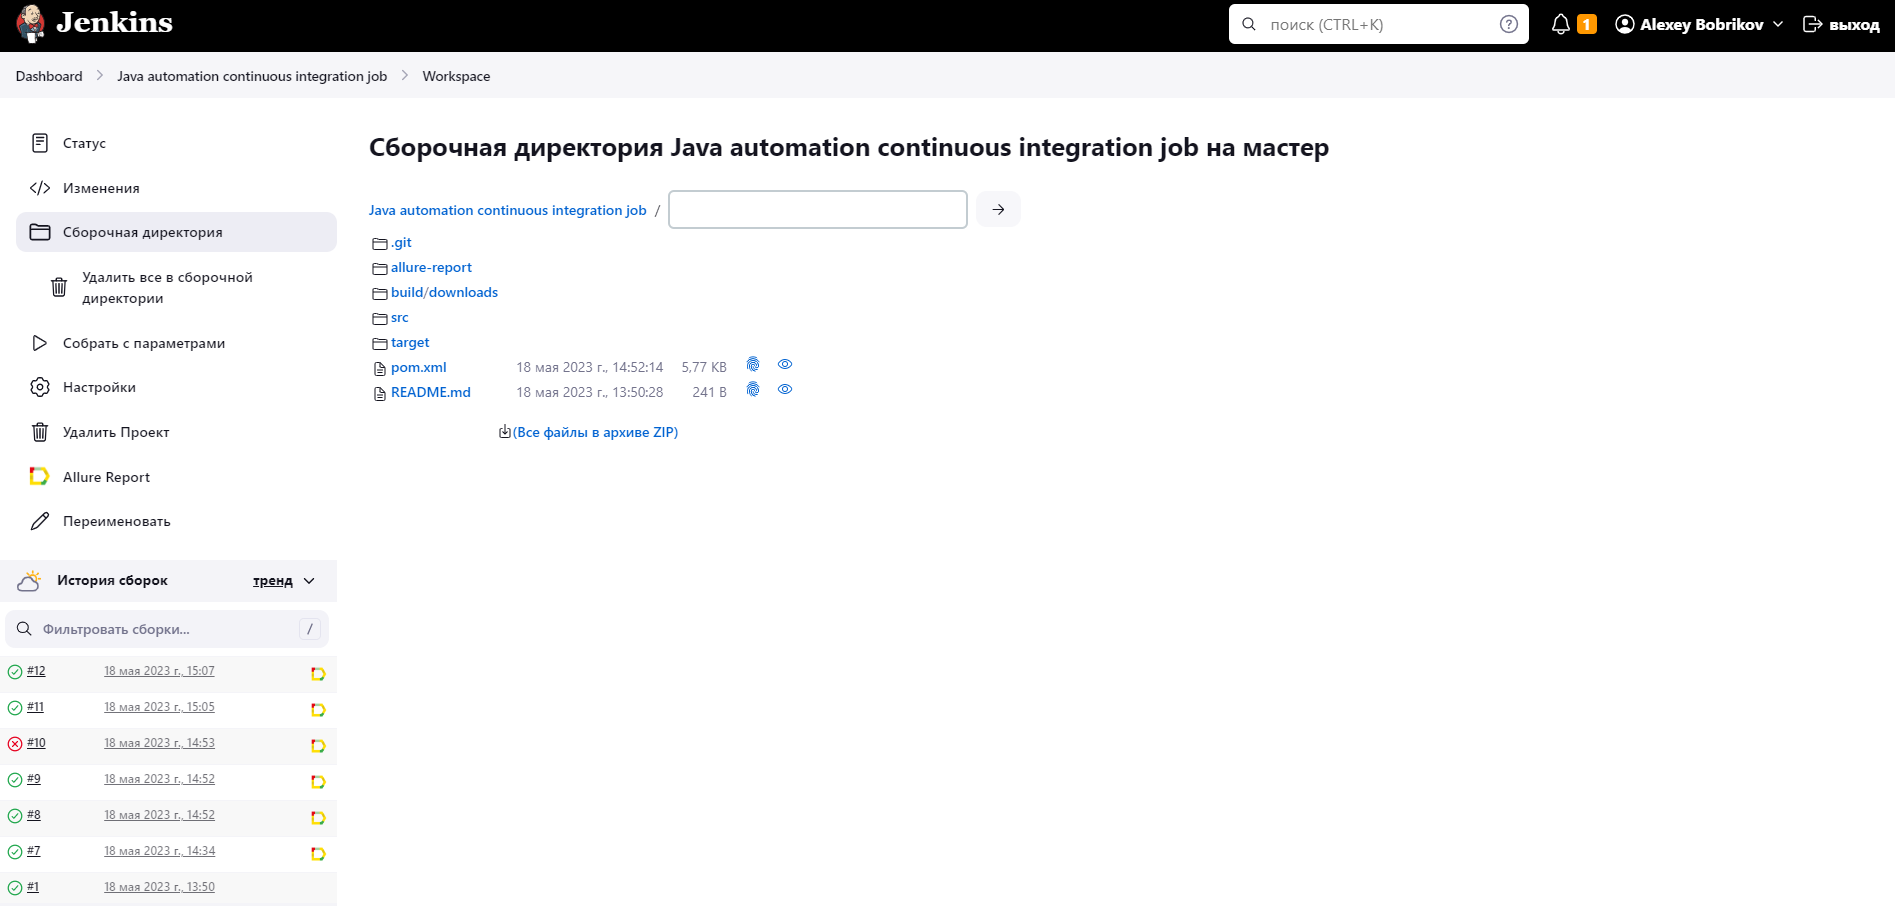 Jenkins
поиск (CTRL+K)
1
Alexey Bobrikov
выход
Dashboard
Java automation continuous integration job
Workspace
Статус
Изменения
Сборочная директория
Удалить все в сборочной
директории
Собрать с параметрами
Настройки
Удалить Проект
Allure Report
Переименовать
История сборок
тренд
Фильтровать сборки...
/
#12 18 мая 2023 г., 15:07
#11 18 мая 2023 г., 15:05
#10 18 мая 2023 г., 14:53
#9 18 мая 2023 г., 14:52
#8 18 мая 2023 г., 14:52
#7 18 мая 2023 г., 14:34
#1 18 мая 2023 г., 13:50
Сборочная директория Java automation continuous integration job на мастер
Java automation continuous integration job /
.git
allure-report
build/downloads
src
target
pom.xml 18 мая 2023 г., 14:52:14 5,77 KB
README.md 18 мая 2023 г., 13:50:28 241 B
(Все файлы в архиве ZIP)